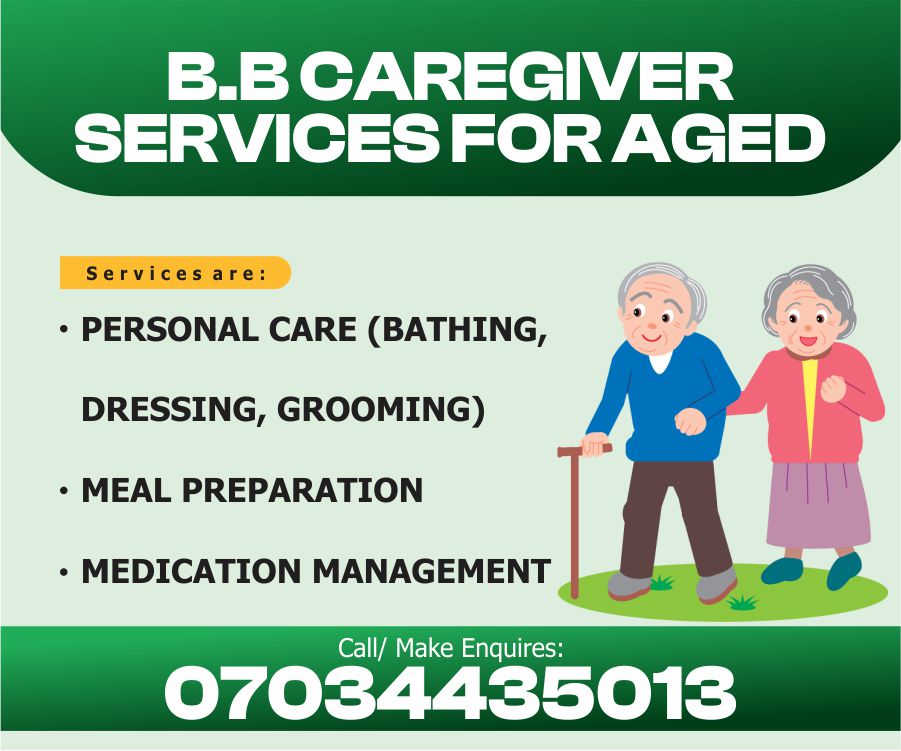 B.B CAREGIVER
SERVICES FOR AGED
Services are:
• PERSONAL CARE (BATHING,
DRESSING, GROOMING)
• MEAL PREPARATION
• MEDICATION MANAGEMENT
Call/ Make Enquires:
07034435013